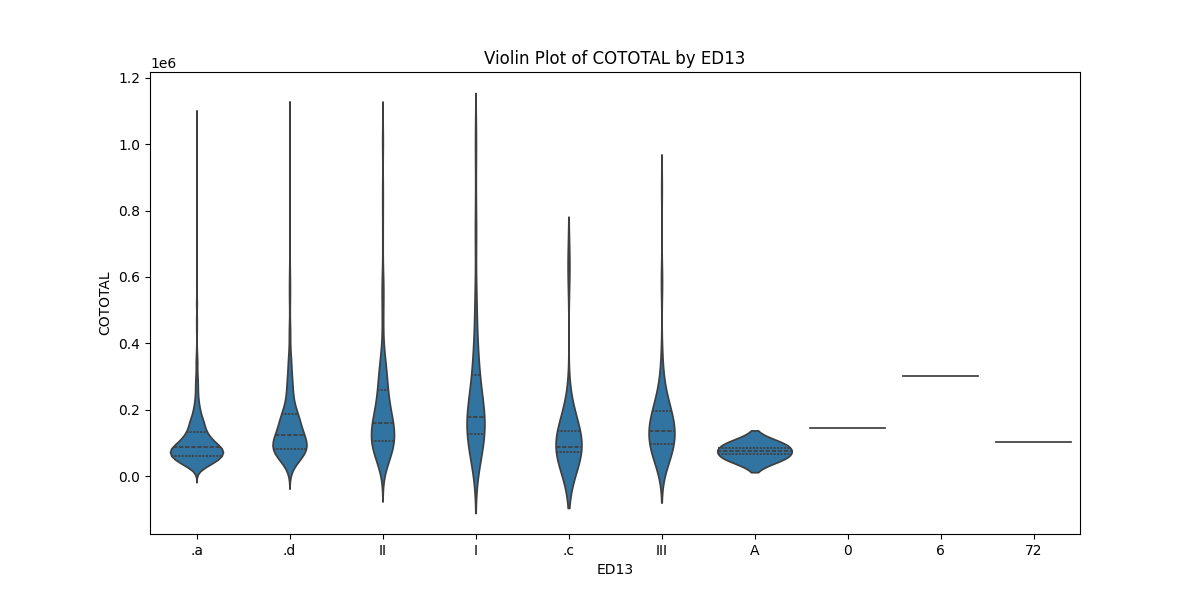 Violin Plot of COTOTAL by ED13
1e6
1.2
1.0
0.8
0.6
0.4
0.2
0.0
COTOTAL
.a .d II I .c III A 0 6 72
ED13